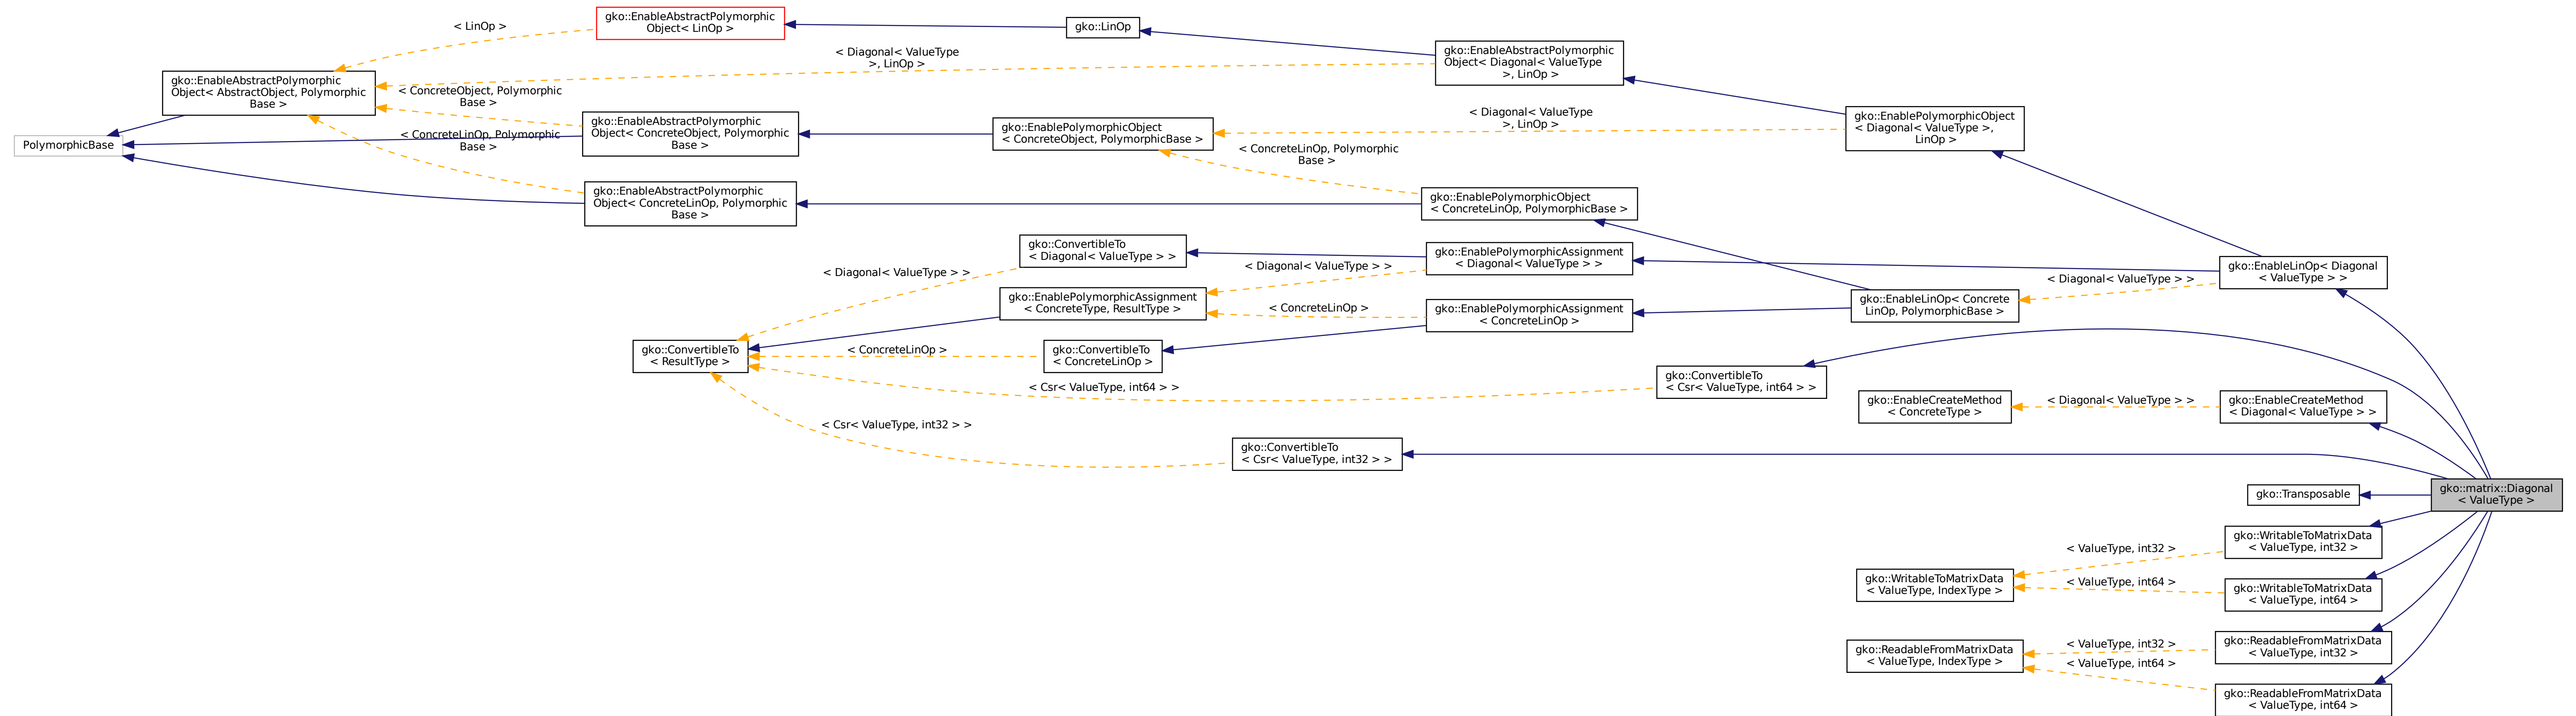 gko::EnableAbstractPolymorphic
Object< LinOp >
gko::LinOp
< LinOp >
gko::EnableAbstractPolymorphic
Object< Diagonal< ValueType
>, LinOp >
< Diagonal< ValueType
>, LinOp >
gko::EnableAbstractPolymorphic
Object< AbstractObject, Polymorphic
Base >
< ConcreteObject, Polymorphic
Base >
gko::EnableAbstractPolymorphic
Object< ConcreteObject, Polymorphic
Base >
gko::EnablePolymorphicObject
< ConcreteObject, PolymorphicBase >
< Diagonal< ValueType
>, LinOp >
gko::EnablePolymorphicObject
< Diagonal< ValueType >,
LinOp >
PolymorphicBase
< ConcreteLinOp, Polymorphic
Base >
< ConcreteLinOp, Polymorphic
Base >
gko::EnableAbstractPolymorphic
Object< ConcreteLinOp, Polymorphic
Base >
gko::EnablePolymorphicObject
< ConcreteLinOp, PolymorphicBase >
gko::ConvertibleTo
< Diagonal< ValueType > >
gko::EnablePolymorphicAssignment
< Diagonal< ValueType > >
gko::EnableLinOp< Diagonal
< ValueType > >
< Diagonal< ValueType > >
< Diagonal< ValueType > >
< Diagonal< ValueType > >
gko::EnablePolymorphicAssignment
< ConcreteType, ResultType >
< ConcreteLinOp >
gko::EnablePolymorphicAssignment
< ConcreteLinOp >
gko::EnableLinOp< Concrete
LinOp, PolymorphicBase >
gko::ConvertibleTo
< ResultType >
< ConcreteLinOp >
gko::ConvertibleTo
< ConcreteLinOp >
< Csr< ValueType, int64 > >
gko::ConvertibleTo
< Csr< ValueType, int64 > >
gko::EnableCreateMethod
< ConcreteType >
< Diagonal< ValueType > >
gko::EnableCreateMethod
< Diagonal< ValueType > >
< Csr< ValueType, int32 > >
gko::ConvertibleTo
< Csr< ValueType, int32 > >
gko::Transposable
gko::matrix::Diagonal
< ValueType >
gko::WritableToMatrixData
< ValueType, int32 >
< ValueType, int32 >
gko::WritableToMatrixData
< ValueType, IndexType >
< ValueType, int64 >
gko::WritableToMatrixData
< ValueType, int64 >
gko::ReadableFromMatrixData
< ValueType, int32 >
< ValueType, int32 >
gko::ReadableFromMatrixData
< ValueType, IndexType >
< ValueType, int64 >
gko::ReadableFromMatrixData
< ValueType, int64 >